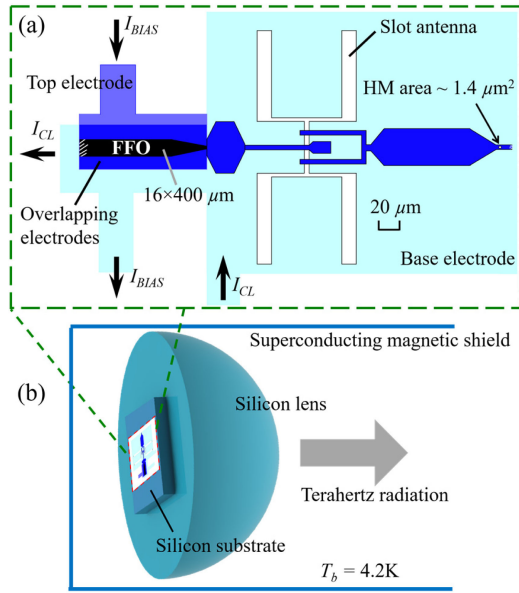 (a)
I_BIAS
Slot antenna
Top electrode
HM area ~ 1.4 µm²
I_CL
FFO
16×400 µm
Overlapping
electrodes
20 µm
I_BIAS
I_CL
Base electrode
(b)
Superconducting magnetic shield
Silicon lens
Terahertz radiation
Silicon substrate
T_b = 4.2K